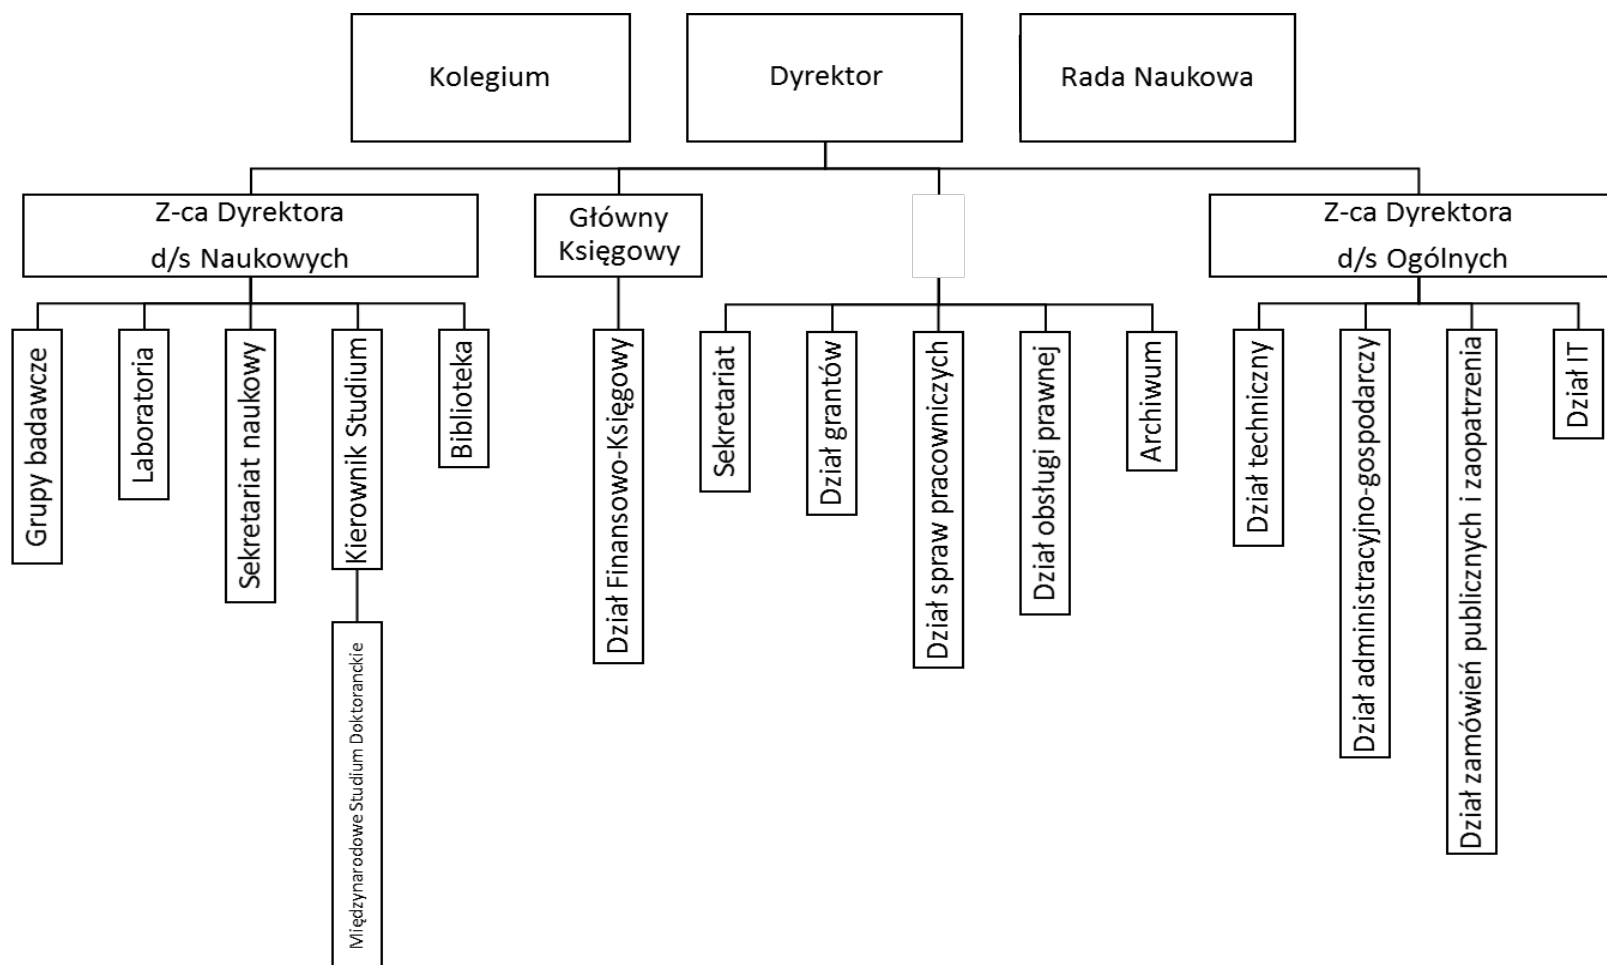 Kolegium
Dyrektor
Rada Naukowa
Z-ca Dyrektora
d/s Naukowych
Główny
Księgowy
Z-ca Dyrektora
d/s Ogólnych
Grupy badawcze
Laboratoria
Sekretariat naukowy
Kierownik Studium
Biblioteka
Dział Finansowo-Księgowy
Sekretariat
Dział grantów
Dział spraw pracowniczych
Dział obsługi prawnej
Archiwum
Dział techniczny
Dział administracyjno-gospodarczy
Dział zamówień publicznych i zaopatrzenia
Dział IT
Międzynarodowe Studium Doktoranckie